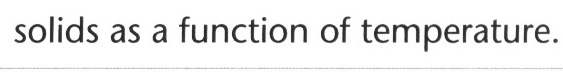 solids as a function of temperature.